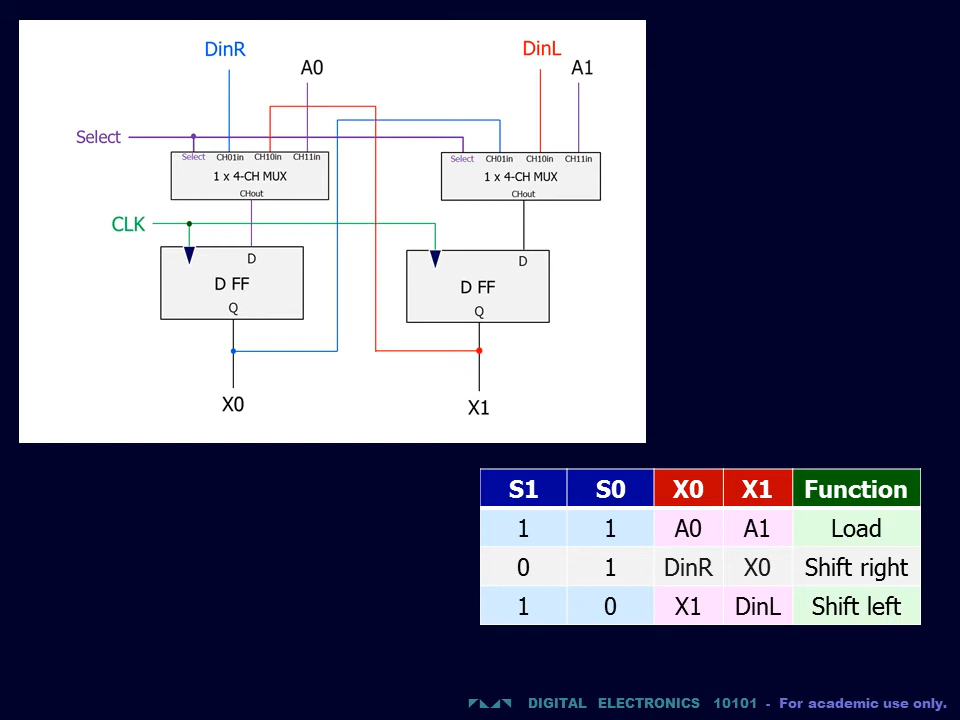 DinR
DinL
A0
A1
Select
Select CH01in CH10in CH11in
Select CH01in CH10in CH11in
1 x 4-CH MUX
1 x 4-CH MUX
CHout
CHout
CLK
D
D
D FF
D FF
Q
Q
X0
X1
S1 S0 X0 X1 Function
1 1 A0 A1 Load
0 1 DinR X0 Shift right
1 0 X1 DinL Shift left
DIGITAL ELECTRONICS 10101 - For academic use only.